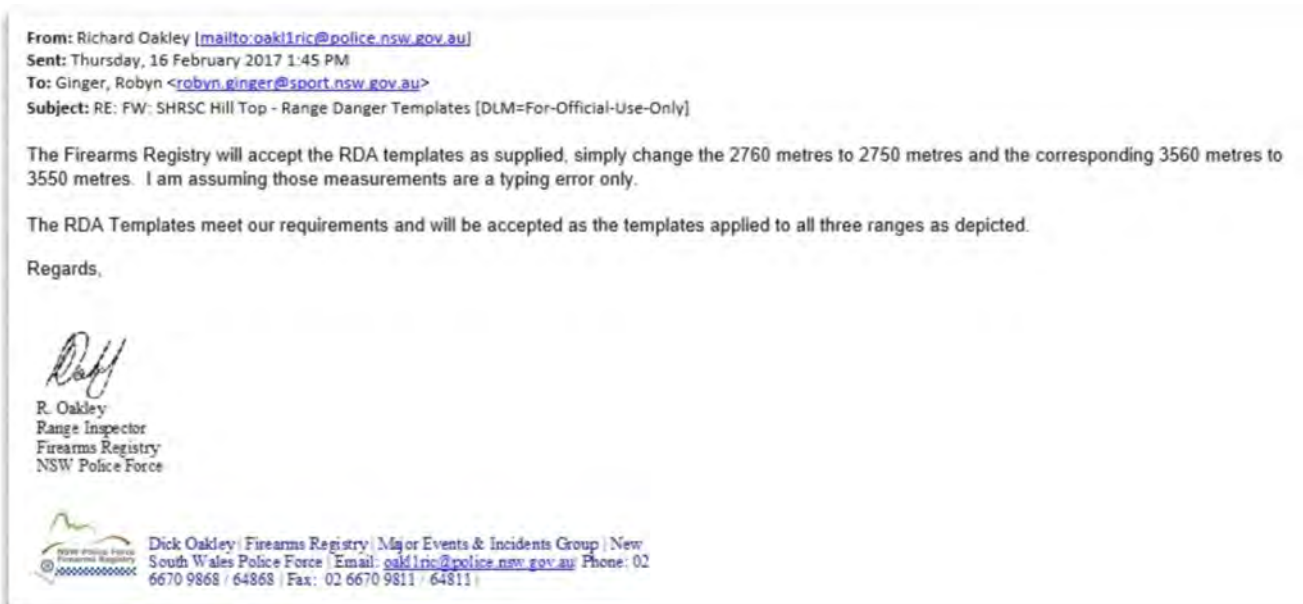 From: Richard Oakley [mailto:oakl1ric@police.nsw.gov.au]
Sent: Thursday, 16 February 2017 1:45 PM
To: Ginger, Robyn <robyn.ginger@sport.nsw.gov.au>
Subject: RE: FW: SHRSC Hill Top - Range Danger Templates [DLM=For-Official-Use-Only]
The Firearms Registry will accept the RDA templates as supplied, simply change the 2760 metres to 2750 metres and the corresponding 3560 metres to
3550 metres. I am assuming those measurements are a typing error only.
The RDA Templates meet our requirements and will be accepted as the templates applied to all three ranges as depicted.
Regards,
R. Oakley
Range Inspector
Firearms Registry
NSW Police Force
NSW Police Force
Firearms Registry
Dick Oakley | Firearms Registry | Major Events & Incidents Group | New
South Wales Police Force | Email: oakl1ric@police.nsw.gov.au Phone: 02
6670 9868 / 64868 | Fax: 02 6670 9811 / 64811 |